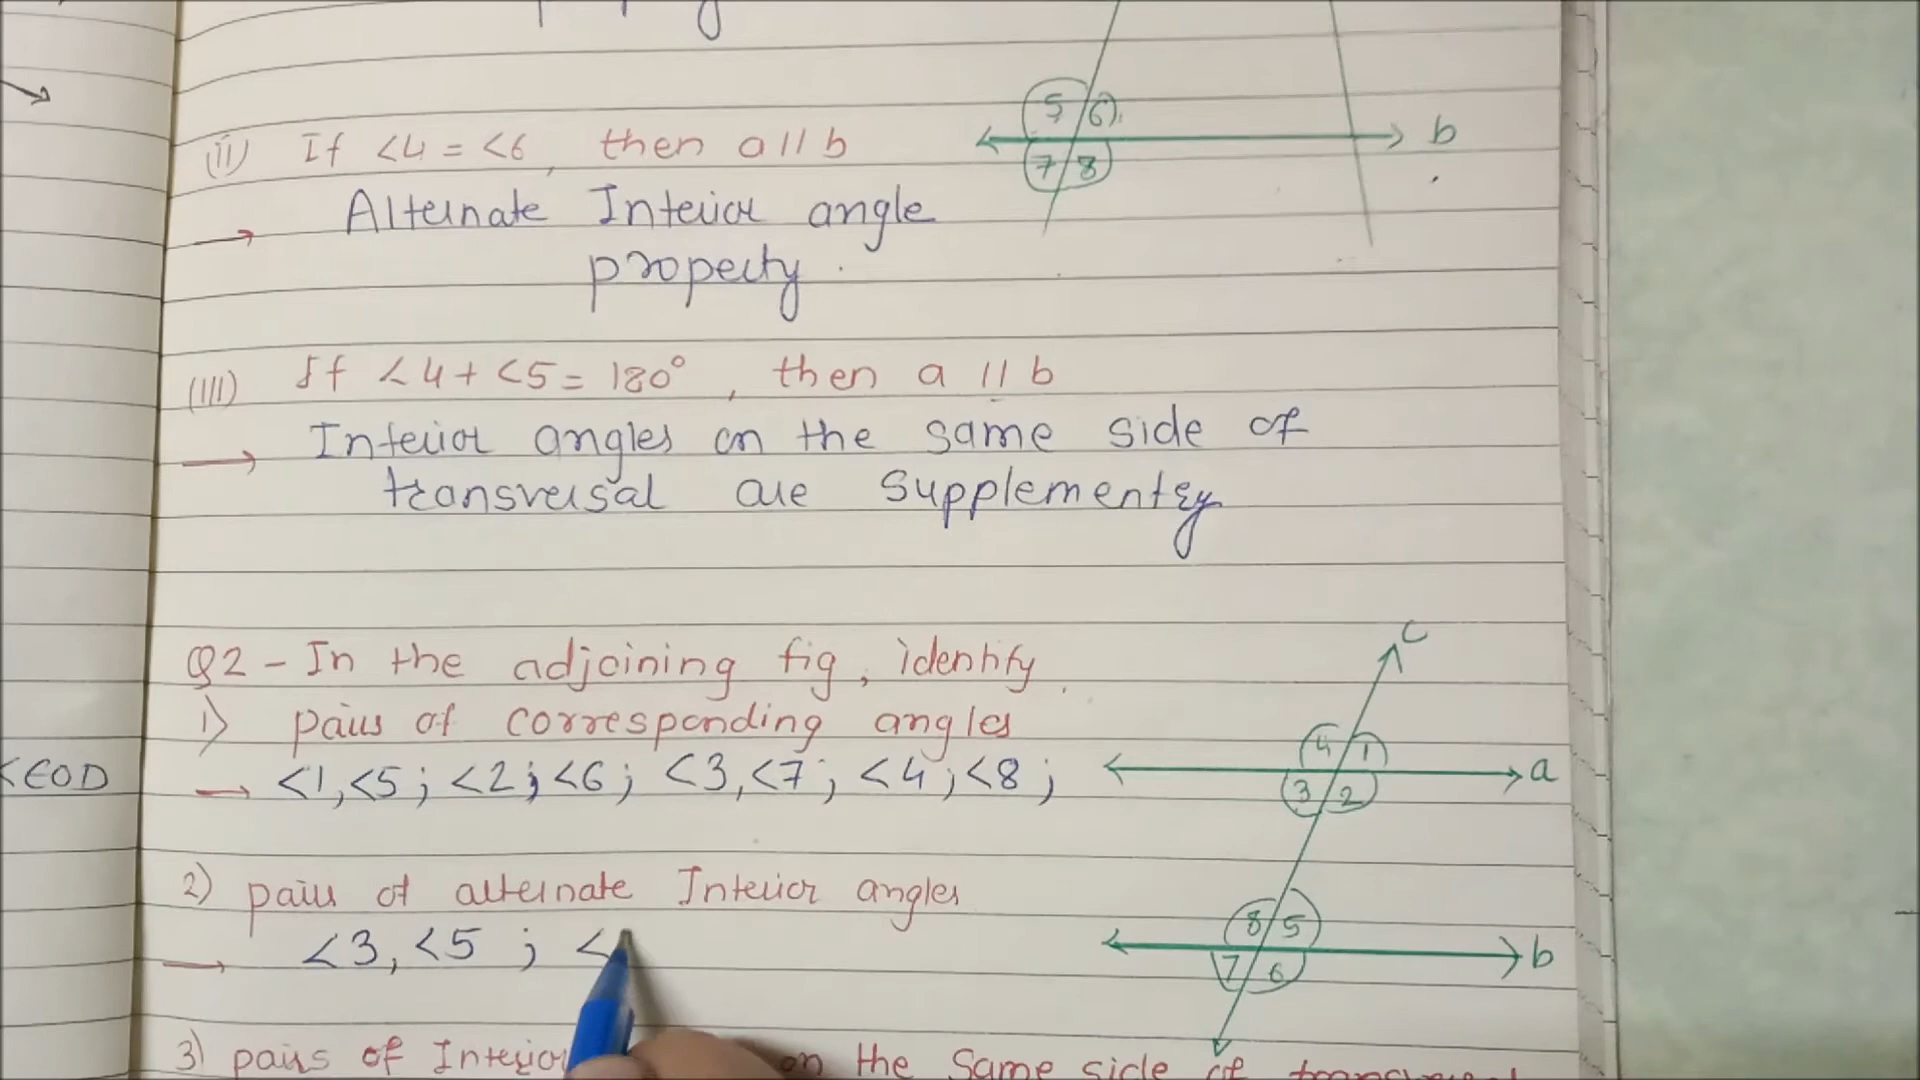 5 6
b
7 8
(ii) If <4 = <6, then a // b
Alternate Interior angle
property.
(III) If <4 + <5 = 180°, then a // b
Interior angles on the same side of
transversal are supplementry
c
Q2 - In the adjoining fig, identify
1) pairs of corresponding angles
4 1
a
→ <1, <5 ; <2 ; <6 ; <3, <7 ; <4 ; <8 ;
<EOD
3 2
2) pairs of alternate Interior angles
8 5
→ <3, <5 ; <
b
7 6
3) pairs of Interior on the Same side of